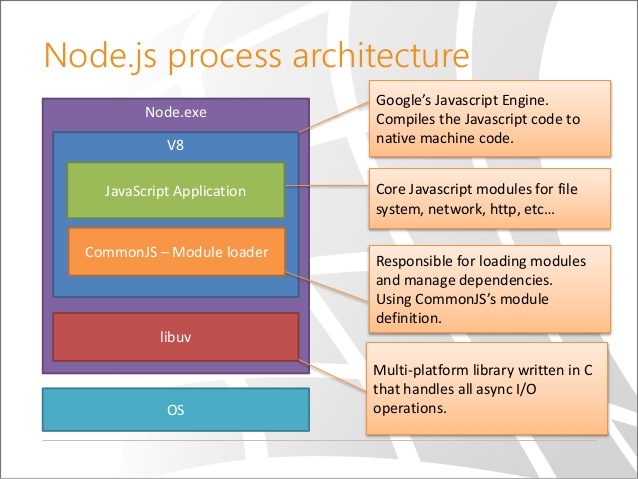 Node.js process architecture
Node.exe
V8
JavaScript Application
CommonJS – Module loader
libuv
OS
Google’s Javascript Engine.
Compiles the Javascript code to
native machine code.
Core Javascript modules for file
system, network, http, etc…
Responsible for loading modules
and manage dependencies.
Using CommonJS’s module
definition.
Multi-platform library written in C
that handles all async I/O
operations.